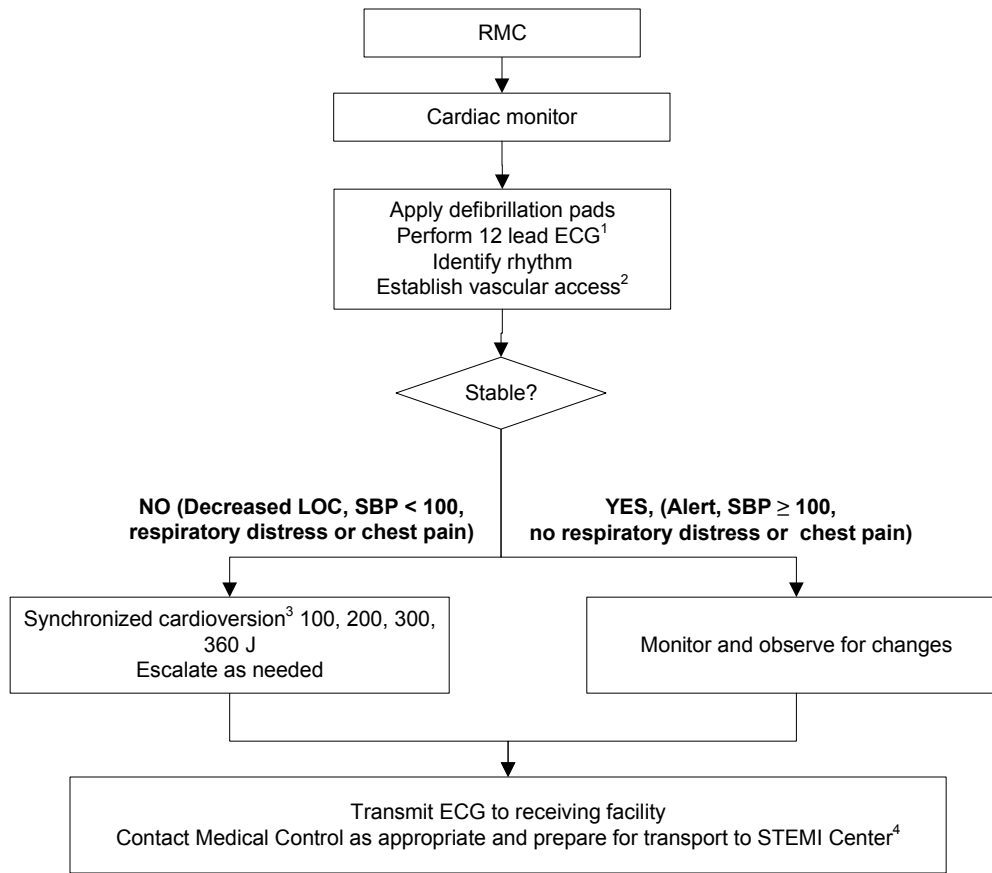 RMC
Cardiac monitor
Apply defibrillation pads
Perform 12 lead ECG¹
Identify rhythm
Establish vascular access²
Stable?
NO (Decreased LOC, SBP < 100,
respiratory distress or chest pain)
YES, (Alert, SBP ≥ 100,
no respiratory distress or chest pain)
Synchronized cardioversion³ 100, 200, 300,
360 J
Escalate as needed
Monitor and observe for changes
Transmit ECG to receiving facility
Contact Medical Control as appropriate and prepare for transport to STEMI Center⁴